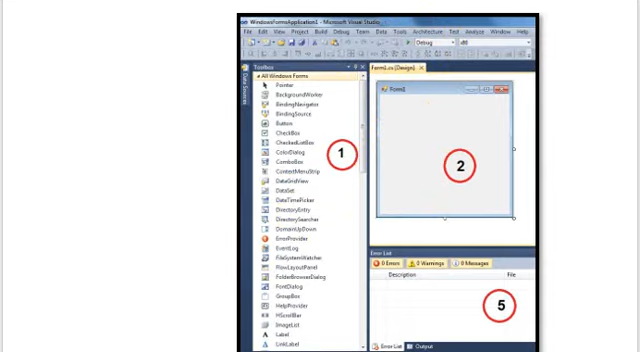 WindowsFormsApplication1 - Microsoft Visual Studio
File Edit View Project Build Debug Team Data Tools Architecture Test Analyze Window Help
Debug x86
Data Sources
Toolbox
All Windows Forms
Pointer
BackgroundWorker
BindingNavigator
BindingSource
Button
CheckBox
CheckedListBox
ColorDialog
ComboBox
ContextMenuStrip
DataGridView
DataSet
DateTimePicker
DirectoryEntry
DirectorySearcher
DomainUpDown
ErrorProvider
EventLog
FileSystemWatcher
FlowLayoutPanel
FolderBrowserDialog
FontDialog
GroupBox
HelpProvider
HScrollBar
ImageList
Label
LinkLabel
1
Form1.cs [Design]
Form1
2
Error List
0 Errors 0 Warnings 0 Messages
Description File
5
Error List Output